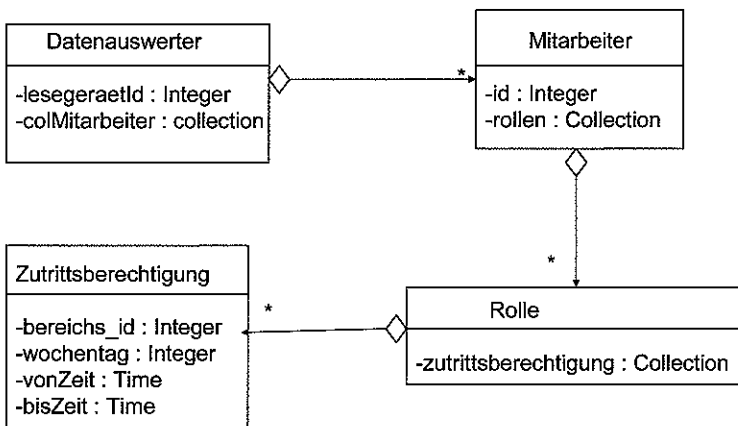 Datenauswerter
-lesegeraetId : Integer
-colMitarbeiter : collection
*
Mitarbeiter
-id : Integer
-rollen : Collection
*
Zutrittsberechtigung
-bereichs_id : Integer
-wochentag : Integer
-vonZeit : Time
-bisZeit : Time
*
Rolle
-zutrittsberechtigung : Collection